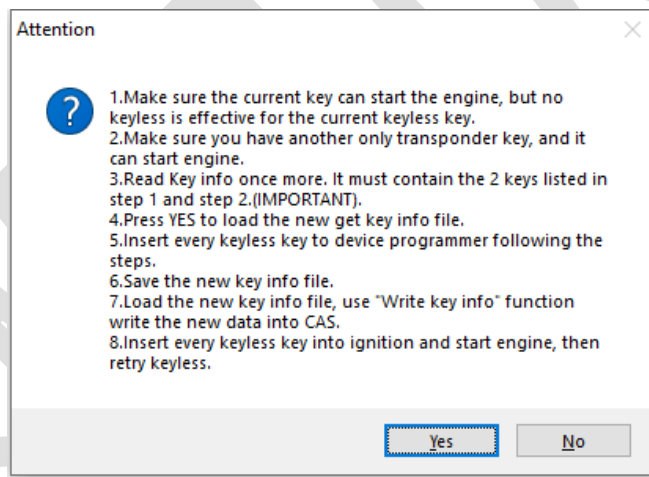 Attention
1.Make sure the current key can start the engine, but no
keyless is effective for the current keyless key.
2.Make sure you have another only transponder key, and it
can start engine.
3.Read Key info once more. It must contain the 2 keys listed in
step 1 and step 2.(IMPORTANT).
4.Press YES to load the new get key info file.
5.Insert every keyless key to device programmer following the
steps.
6.Save the new key info file.
7.Load the new key info file, use "Write key info" function
write the new data into CAS.
8.Insert every keyless key into ignition and start engine, then
retry keyless.
Yes No